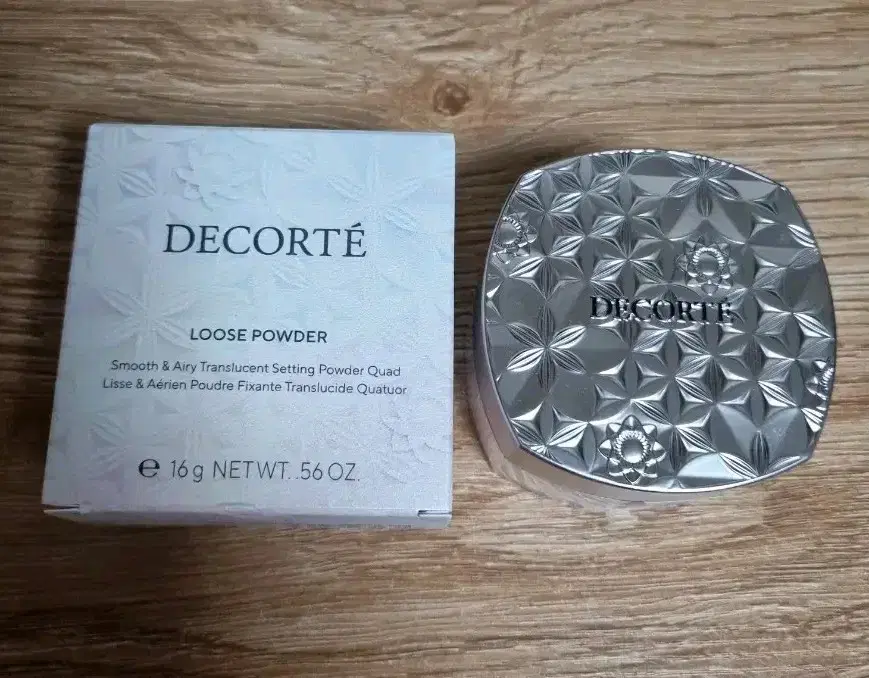 DECORTÉ
LOOSE POWDER
Smooth & Airy Translucent Setting Powder Quad
Lisse & Aérien Poudre Fixante Translucide Quatuor
℮ 16g NETWT. .56 OZ.
DECORTÉ